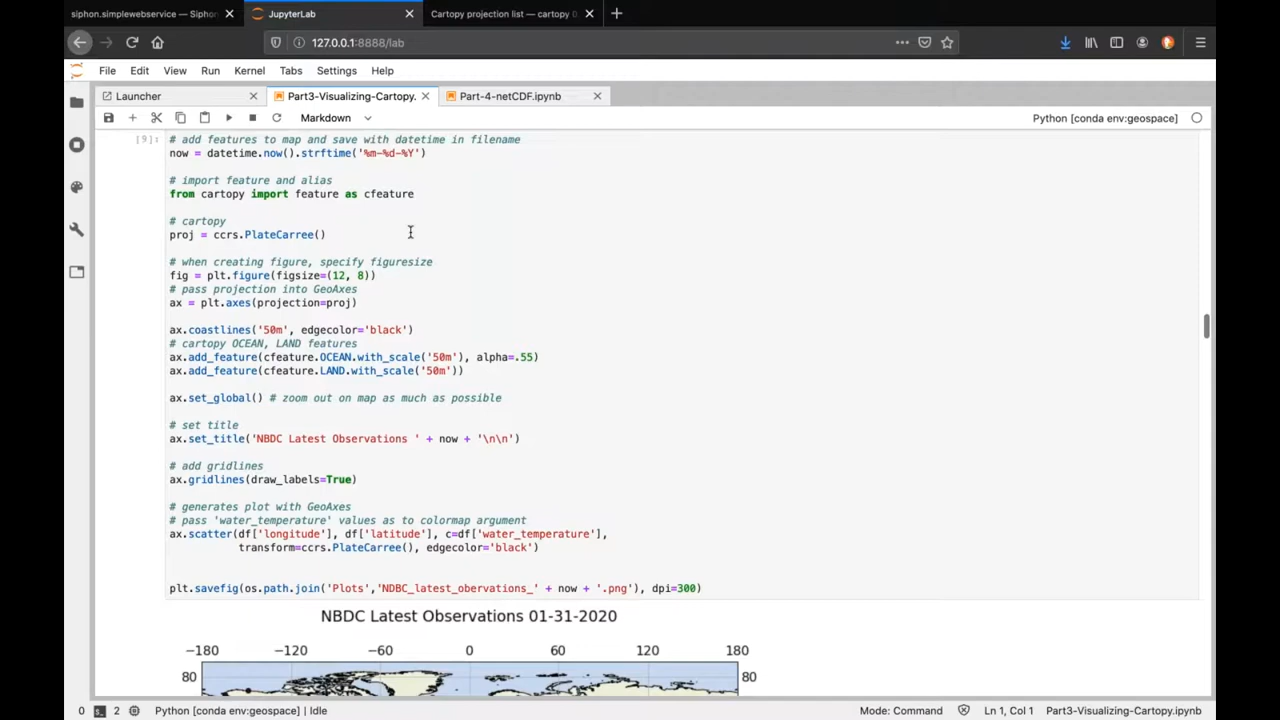 siphon.simplewebservice — Siphon
JupyterLab
Cartopy projection list — cartopy 0.
127.0.0.1:8888/lab
File Edit View Run Kernel Tabs Settings Help
Launcher
Part3-Visualizing-Cartopy.
Part-4-netCDF.ipynb
Markdown
Python [conda env:geospace]
[9]:
# add features to map and save with datetime in filename
now = datetime.now().strftime('%m-%d-%Y')
# import feature and alias
from cartopy import feature as cfeature
# cartopy
proj = ccrs.PlateCarree()
# when creating figure, specify figuresize
fig = plt.figure(figsize=(12, 8))
# pass projection into GeoAxes
ax = plt.axes(projection=proj)
ax.coastlines('50m', edgecolor='black')
# cartopy OCEAN, LAND features
ax.add_feature(cfeature.OCEAN.with_scale('50m'), alpha=.55)
ax.add_feature(cfeature.LAND.with_scale('50m'))
ax.set_global() # zoom out on map as much as possible
# set title
ax.set_title('NBDC Latest Observations ' + now + '\n\n')
# add gridlines
ax.gridlines(draw_labels=True)
# generates plot with GeoAxes
# pass 'water_temperature' values as to colormap argument
ax.scatter(df['longitude'], df['latitude'], c=df['water_temperature'],
transform=ccrs.PlateCarree(), edgecolor='black')
plt.savefig(os.path.join('Plots','NDBC_latest_obervations_' + now + '.png'), dpi=300)
NBDC Latest Observations 01-31-2020
−180 −120 −60 0 60 120 180
80 80
0 2 Python [conda env:geospace] | Idle
Mode: Command Ln 1, Col 1 Part3-Visualizing-Cartopy.ipynb